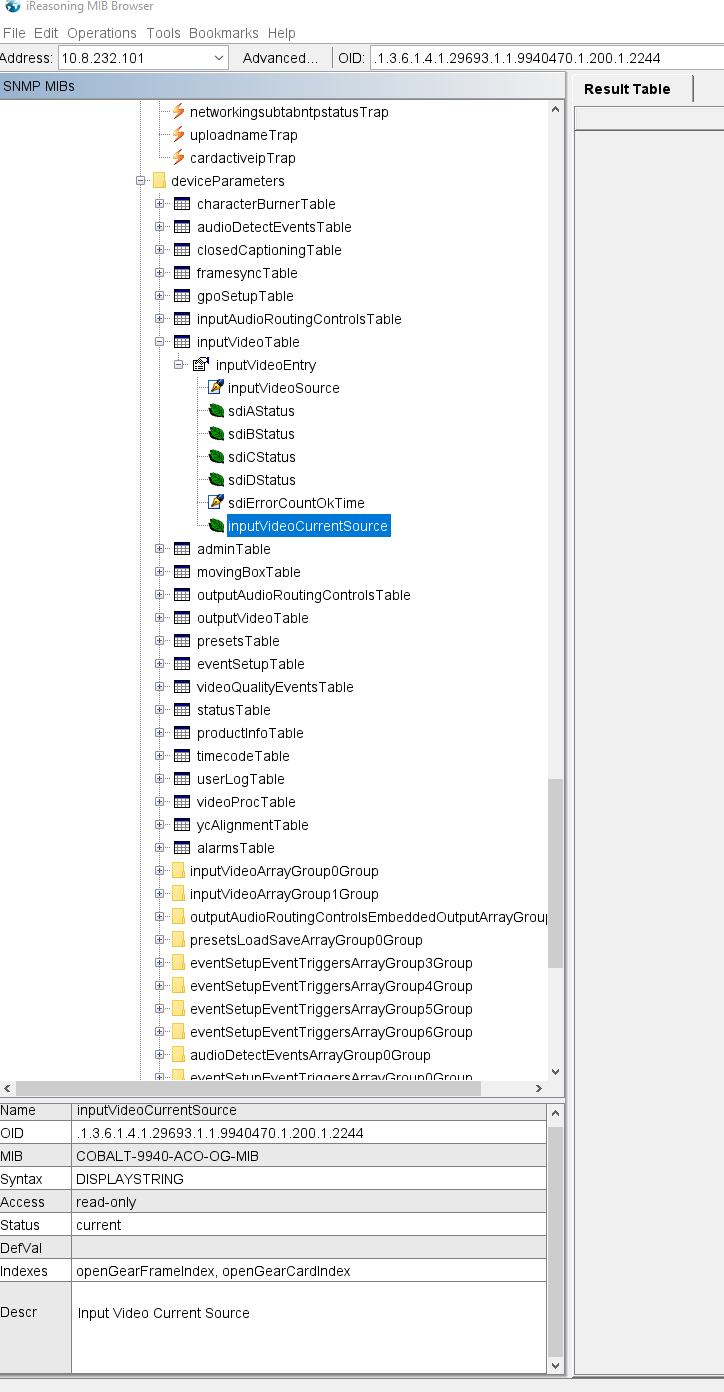 iReasoning MIB Browser
File Edit Operations Tools Bookmarks Help
Address: 10.8.232.101 Advanced... OID: .1.3.6.1.4.1.29693.1.1.9940470.1.200.1.2244
SNMP MIBs
Result Table
networkingsubtabntpstatusTrap
uploadnameTrap
cardactiveipTrap
deviceParameters
characterBurnerTable
audioDetectEventsTable
closedCaptioningTable
framesyncTable
gpoSetupTable
inputAudioRoutingControlsTable
inputVideoTable
inputVideoEntry
inputVideoSource
sdiAStatus
sdiBStatus
sdiCStatus
sdiDStatus
sdiErrorCountOkTime
inputVideoCurrentSource
adminTable
movingBoxTable
outputAudioRoutingControlsTable
outputVideoTable
presetsTable
eventSetupTable
videoQualityEventsTable
statusTable
productInfoTable
timecodeTable
userLogTable
videoProcTable
ycAlignmentTable
alarmsTable
inputVideoArrayGroup0Group
inputVideoArrayGroup1Group
outputAudioRoutingControlsEmbeddedOutputArrayGroup
presetsLoadSaveArrayGroup0Group
eventSetupEventTriggersArrayGroup3Group
eventSetupEventTriggersArrayGroup4Group
eventSetupEventTriggersArrayGroup5Group
eventSetupEventTriggersArrayGroup6Group
audioDetectEventsArrayGroup0Group
eventSetupEventTriggersArrayGroup0Group
Name inputVideoCurrentSource
OID .1.3.6.1.4.1.29693.1.1.9940470.1.200.1.2244
MIB COBALT-9940-ACO-OG-MIB
Syntax DISPLAYSTRING
Access read-only
Status current
DefVal
Indexes openGearFrameIndex, openGearCardIndex
Descr Input Video Current Source